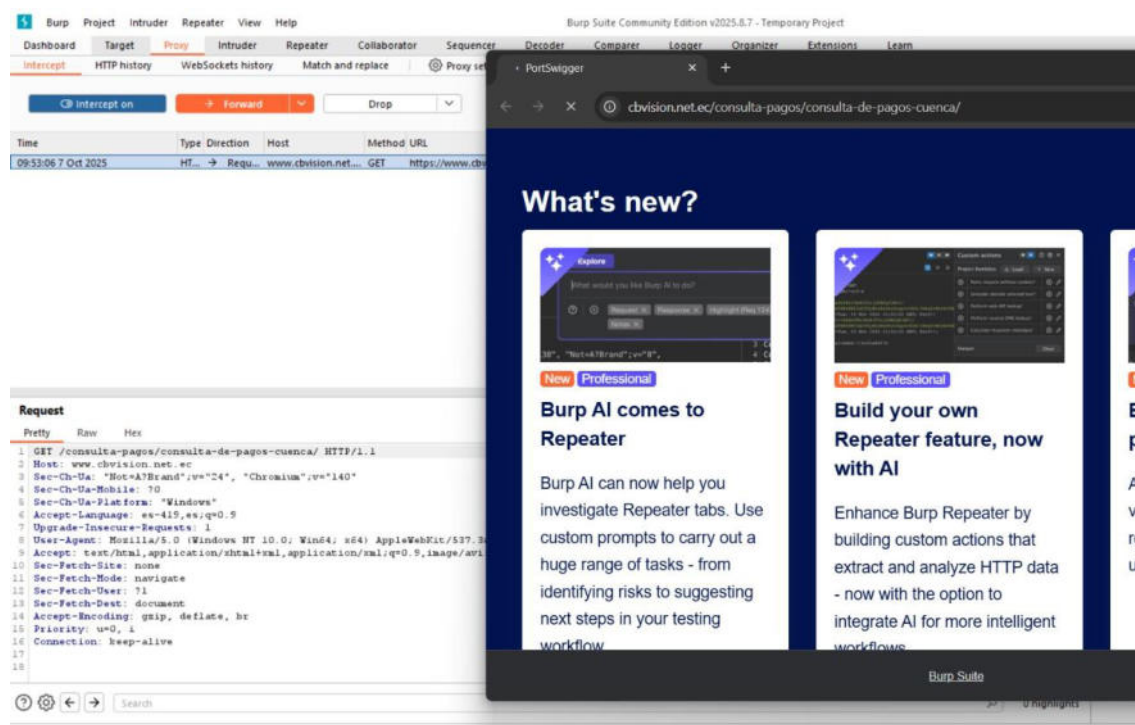 Burp Project Intruder Repeater View Help
Burp Suite Community Edition v2025.8.7 - Temporary Project
Dashboard Target Proxy Intruder Repeater Collaborator Sequencer Decoder Comparer Logger Organizer Extensions Learn
Intercept HTTP history WebSockets history Match and replace Proxy set
Intercept on Forward Drop
Time Type Direction Host Method URL
09:53:06 7 Oct 2025 HT... → Requ... www.cbvision.net.... GET https://www.cbv
PortSwigger
cbvision.net.ec/consulta-pagos/consulta-de-pagos-cuenca/
What's new?
Explore
What would you like Burp AI to do?
New Professional
Burp AI comes to
Repeater
Burp AI can now help you
investigate Repeater tabs. Use
custom prompts to carry out a
huge range of tasks - from
identifying risks to suggesting
next steps in your testing
workflow
Custom actions
New Professional
Build your own
Repeater feature, now
with AI
Enhance Burp Repeater by
building custom actions that
extract and analyze HTTP data
- now with the option to
integrate AI for more intelligent
workflows
Burp Suite
Request
Pretty Raw Hex
1 GET /consulta-pagos/consulta-de-pagos-cuenca/ HTTP/1.1
2 Host: www.cbvision.net.ec
3 Sec-Ch-Ua: "Not=A?Brand";v="24", "Chromium";v="140"
4 Sec-Ch-Ua-Mobile: ?0
5 Sec-Ch-Ua-Platform: "Windows"
6 Accept-Language: es-419,es;q=0.9
7 Upgrade-Insecure-Requests: 1
8 User-Agent: Mozilla/5.0 (Windows NT 10.0; Win64; x64) AppleWebKit/537.3
9 Accept: text/html,application/xhtml+xml,application/xml;q=0.9,image/avi
10 Sec-Fetch-Site: none
11 Sec-Fetch-Mode: navigate
12 Sec-Fetch-User: ?1
13 Sec-Fetch-Dest: document
14 Accept-Encoding: gzip, deflate, br
15 Priority: u=0, i
16 Connection: keep-alive
17
18
Search
0 highlights